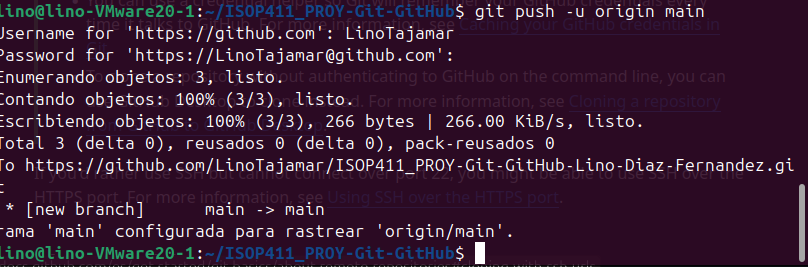 lino@lino-VMware20-1:~/ISOP411_PROY-Git-GitHub$ git push -u origin main
Username for 'https://github.com': LinoTajamar
Password for 'https://LinoTajamar@github.com':
Enumerando objetos: 3, listo.
Contando objetos: 100% (3/3), listo.
Escribiendo objetos: 100% (3/3), 266 bytes | 266.00 KiB/s, listo.
Total 3 (delta 0), reusados 0 (delta 0), pack-reusados 0
To https://github.com/LinoTajamar/ISOP411_PROY-Git-GitHub-Lino-Diaz-Fernandez.gi
t
 * [new branch]      main -> main
rama 'main' configurada para rastrear 'origin/main'.
lino@lino-VMware20-1:~/ISOP411_PROY-Git-GitHub$